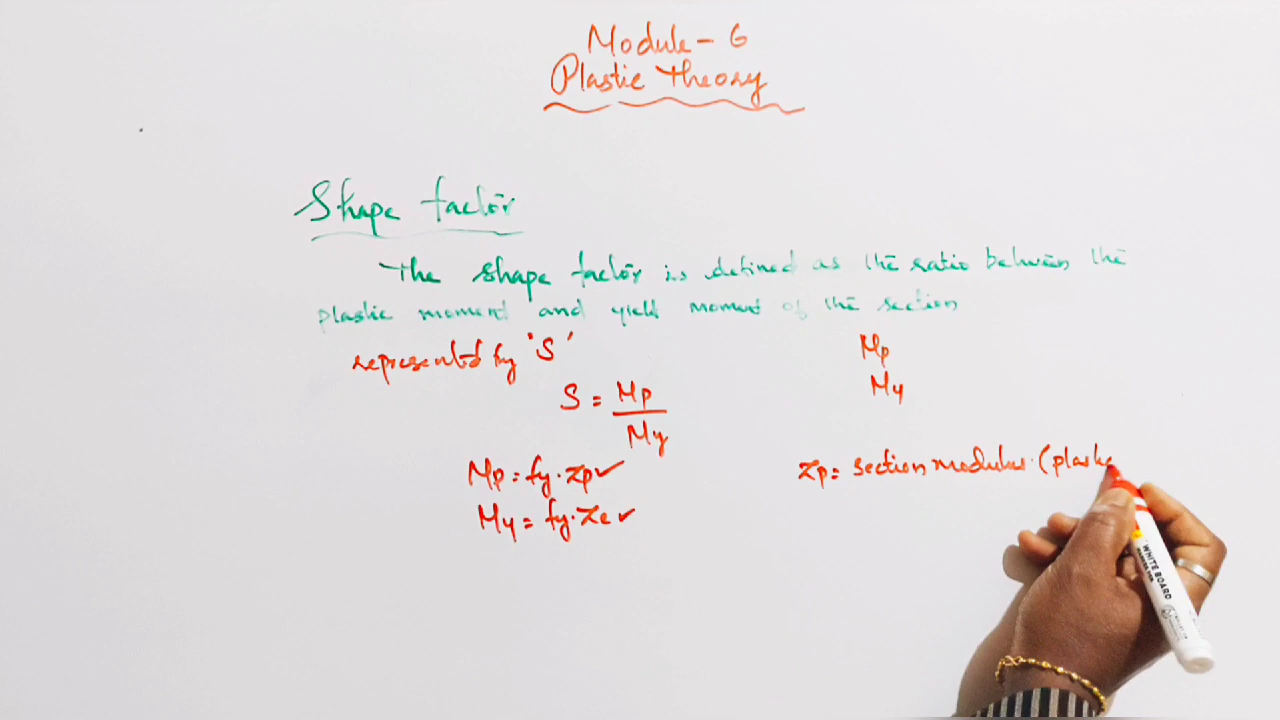 Module - 6
Plastic Theory
Shape factor
The shape factor is defined as the ratio between the
plastic moment and yield moment of the section
represented by 'S'
Mp
My
S = Mp
My
Mp = fy.Zp✓
Zp = section modulus. (plastic
My = fy.Ze✓
WHITE BOARD